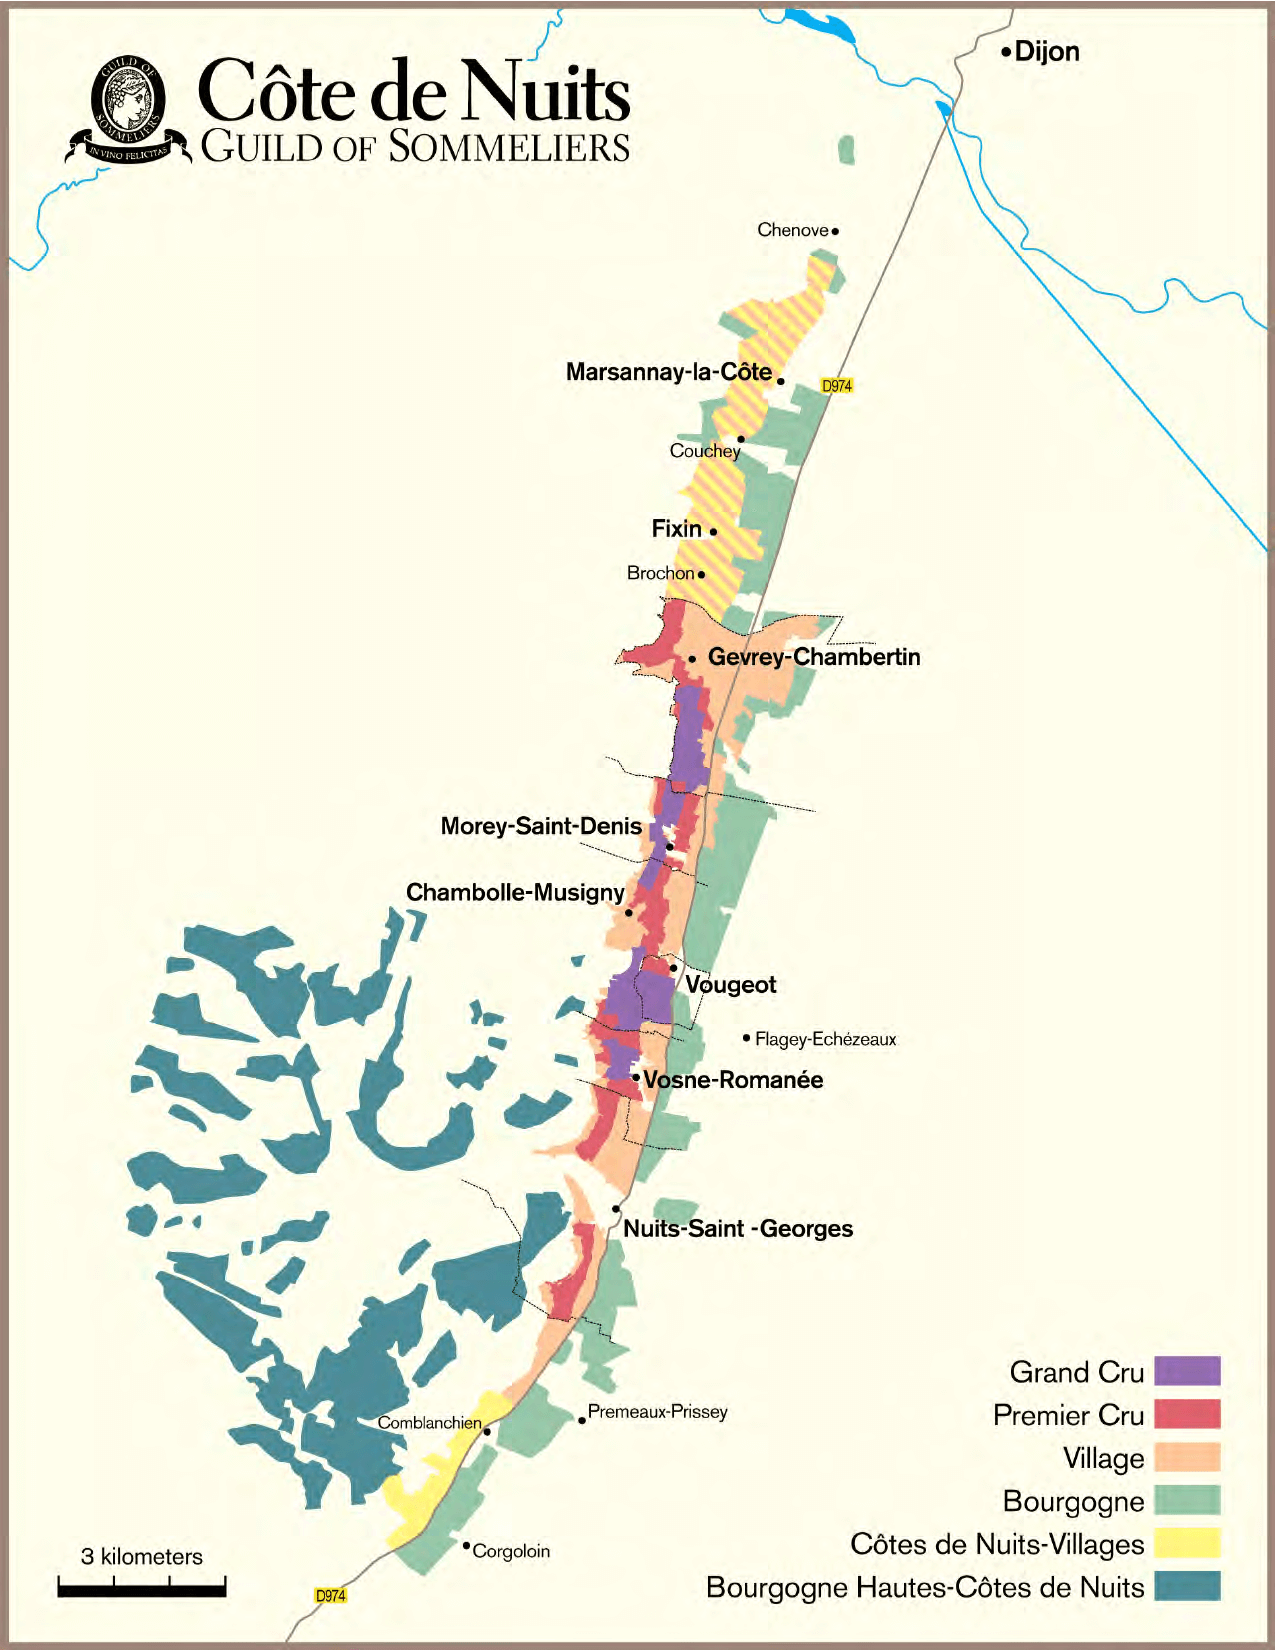 GUILD OF
SOMMELIERS
IN VINO FELICITAS
Côte de Nuits
GUILD OF SOMMELIERS
Dijon
Chenove
Marsannay-la-Côte
D974
Couchey
Fixin
Brochon
Gevrey-Chambertin
Morey-Saint-Denis
Chambolle-Musigny
Vougeot
Flagey-Echézeaux
Vosne-Romanée
Nuits-Saint -Georges
Premeaux-Prissey
Comblanchien
Corgoloin
D974
3 kilometers
Grand Cru
Premier Cru
Village
Bourgogne
Côtes de Nuits-Villages
Bourgogne Hautes-Côtes de Nuits